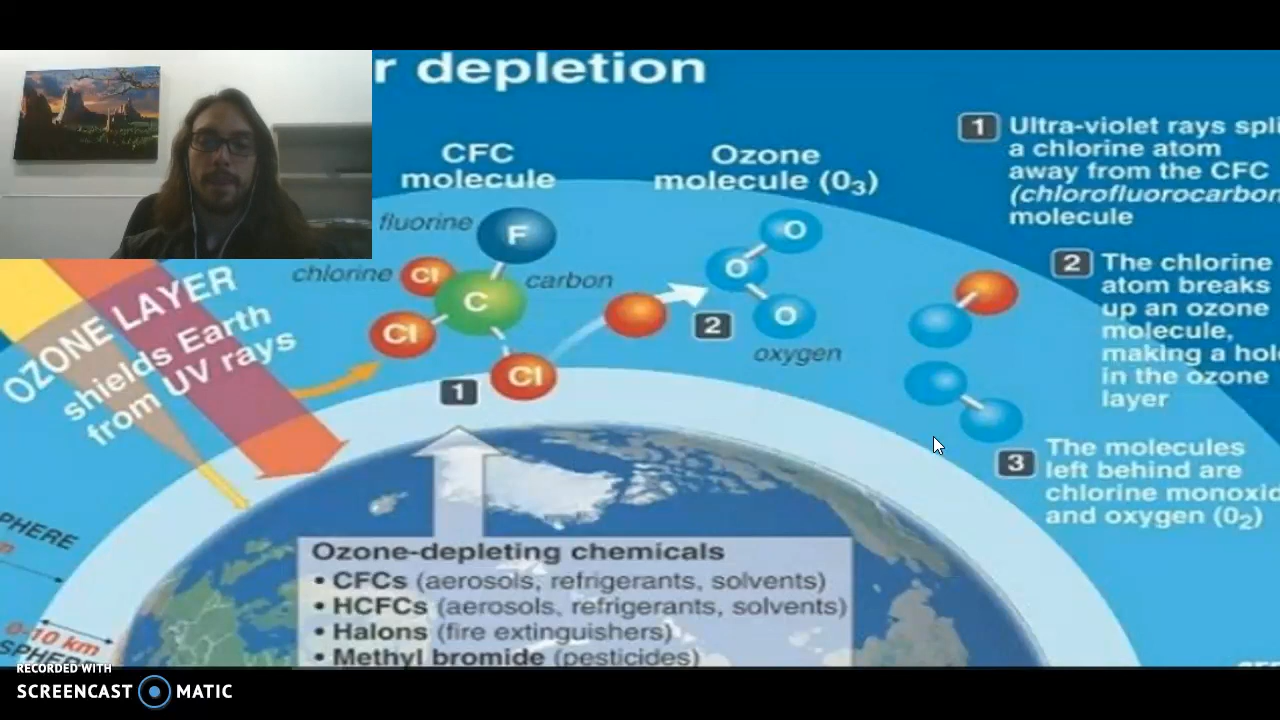 r depletion
CFC
molecule
Ozone
molecule (03)
fluorine
F
chlorine
Cl
C
carbon
Cl
Cl
1
2
O
O
O
oxygen
OZONE LAYER
shields Earth
from UV rays
1 Ultra-violet rays spli
a chlorine atom
away from the CFC
(chlorofluorocarbon
molecule
2 The chlorine
atom breaks
up an ozone
molecule,
making a hol
in the ozone
layer
3 The molecules
left behind are
chlorine monoxid
and oxygen (02)
PHERE
0-10 km
SPHE
Ozone-depleting chemicals
• CFCs (aerosols, refrigerants, solvents)
• HCFCs (aerosols, refrigerants, solvents)
• Halons (fire extinguishers)
• Methyl bromide (pesticides)
RECORDED WITH
SCREENCAST MATIC